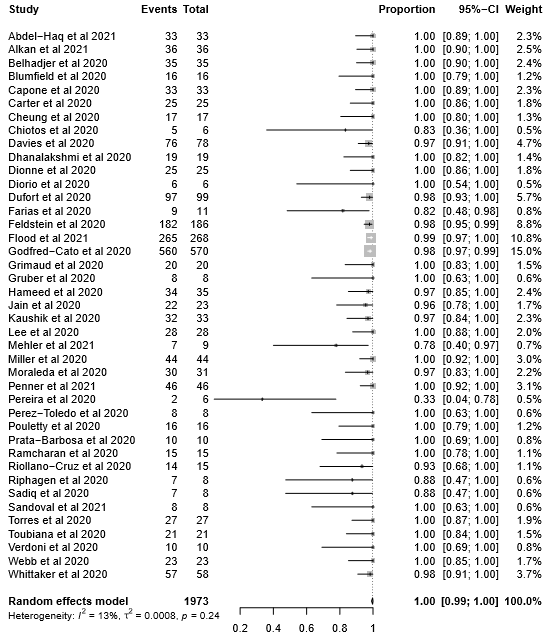 Study Events Total Proportion 95%−CI Weight
Abdel−Haq et al 2021 33 33 1.00 [0.89; 1.00] 2.3%
Alkan et al 2021 36 36 1.00 [0.90; 1.00] 2.5%
Belhadjer et al 2020 35 35 1.00 [0.90; 1.00] 2.4%
Blumfield et al 2020 16 16 1.00 [0.79; 1.00] 1.2%
Capone et al 2020 33 33 1.00 [0.89; 1.00] 2.3%
Carter et al 2020 25 25 1.00 [0.86; 1.00] 1.8%
Cheung et al 2020 17 17 1.00 [0.80; 1.00] 1.3%
Chiotos et al 2020 5 6 0.83 [0.36; 1.00] 0.5%
Davies et al 2020 76 78 0.97 [0.91; 1.00] 4.7%
Dhanalakshmi et al 2020 19 19 1.00 [0.82; 1.00] 1.4%
Dionne et al 2020 25 25 1.00 [0.86; 1.00] 1.8%
Diorio et al 2020 6 6 1.00 [0.54; 1.00] 0.5%
Dufort et al 2020 97 99 0.98 [0.93; 1.00] 5.7%
Farias et al 2020 9 11 0.82 [0.48; 0.98] 0.8%
Feldstein et al 2020 182 186 0.98 [0.95; 0.99] 8.8%
Flood et al 2021 265 268 0.99 [0.97; 1.00] 10.8%
Godfred−Cato et al 2020 560 570 0.98 [0.97; 0.99] 15.0%
Grimaud et al 2020 20 20 1.00 [0.83; 1.00] 1.5%
Gruber et al 2020 8 8 1.00 [0.63; 1.00] 0.6%
Hameed et al 2020 34 35 0.97 [0.85; 1.00] 2.4%
Jain et al 2020 22 23 0.96 [0.78; 1.00] 1.7%
Kaushik et al 2020 32 33 0.97 [0.84; 1.00] 2.3%
Lee et al 2020 28 28 1.00 [0.88; 1.00] 2.0%
Mehler et al 2021 7 9 0.78 [0.40; 0.97] 0.7%
Miller et al 2020 44 44 1.00 [0.92; 1.00] 3.0%
Moraleda et al 2020 30 31 0.97 [0.83; 1.00] 2.2%
Penner et al 2021 46 46 1.00 [0.92; 1.00] 3.1%
Pereira et al 2020 2 6 0.33 [0.04; 0.78] 0.5%
Perez−Toledo et al 2020 8 8 1.00 [0.63; 1.00] 0.6%
Pouletty et al 2020 16 16 1.00 [0.79; 1.00] 1.2%
Prata−Barbosa et al 2020 10 10 1.00 [0.69; 1.00] 0.8%
Ramcharan et al 2020 15 15 1.00 [0.78; 1.00] 1.1%
Riollano−Cruz et al 2020 14 15 0.93 [0.68; 1.00] 1.1%
Riphagen et al 2020 7 8 0.88 [0.47; 1.00] 0.6%
Sadiq et al 2020 7 8 0.88 [0.47; 1.00] 0.6%
Sandoval et al 2021 8 8 1.00 [0.63; 1.00] 0.6%
Torres et al 2020 27 27 1.00 [0.87; 1.00] 1.9%
Toubiana et al 2020 21 21 1.00 [0.84; 1.00] 1.5%
Verdoni et al 2020 10 10 1.00 [0.69; 1.00] 0.8%
Webb et al 2020 23 23 1.00 [0.85; 1.00] 1.7%
Whittaker et al 2020 57 58 0.98 [0.91; 1.00] 3.7%
Random effects model 1973 1.00 [0.99; 1.00] 100.0%
Heterogeneity: I² = 13%, τ² = 0.0008, p = 0.24
0.2 0.4 0.6 0.8 1